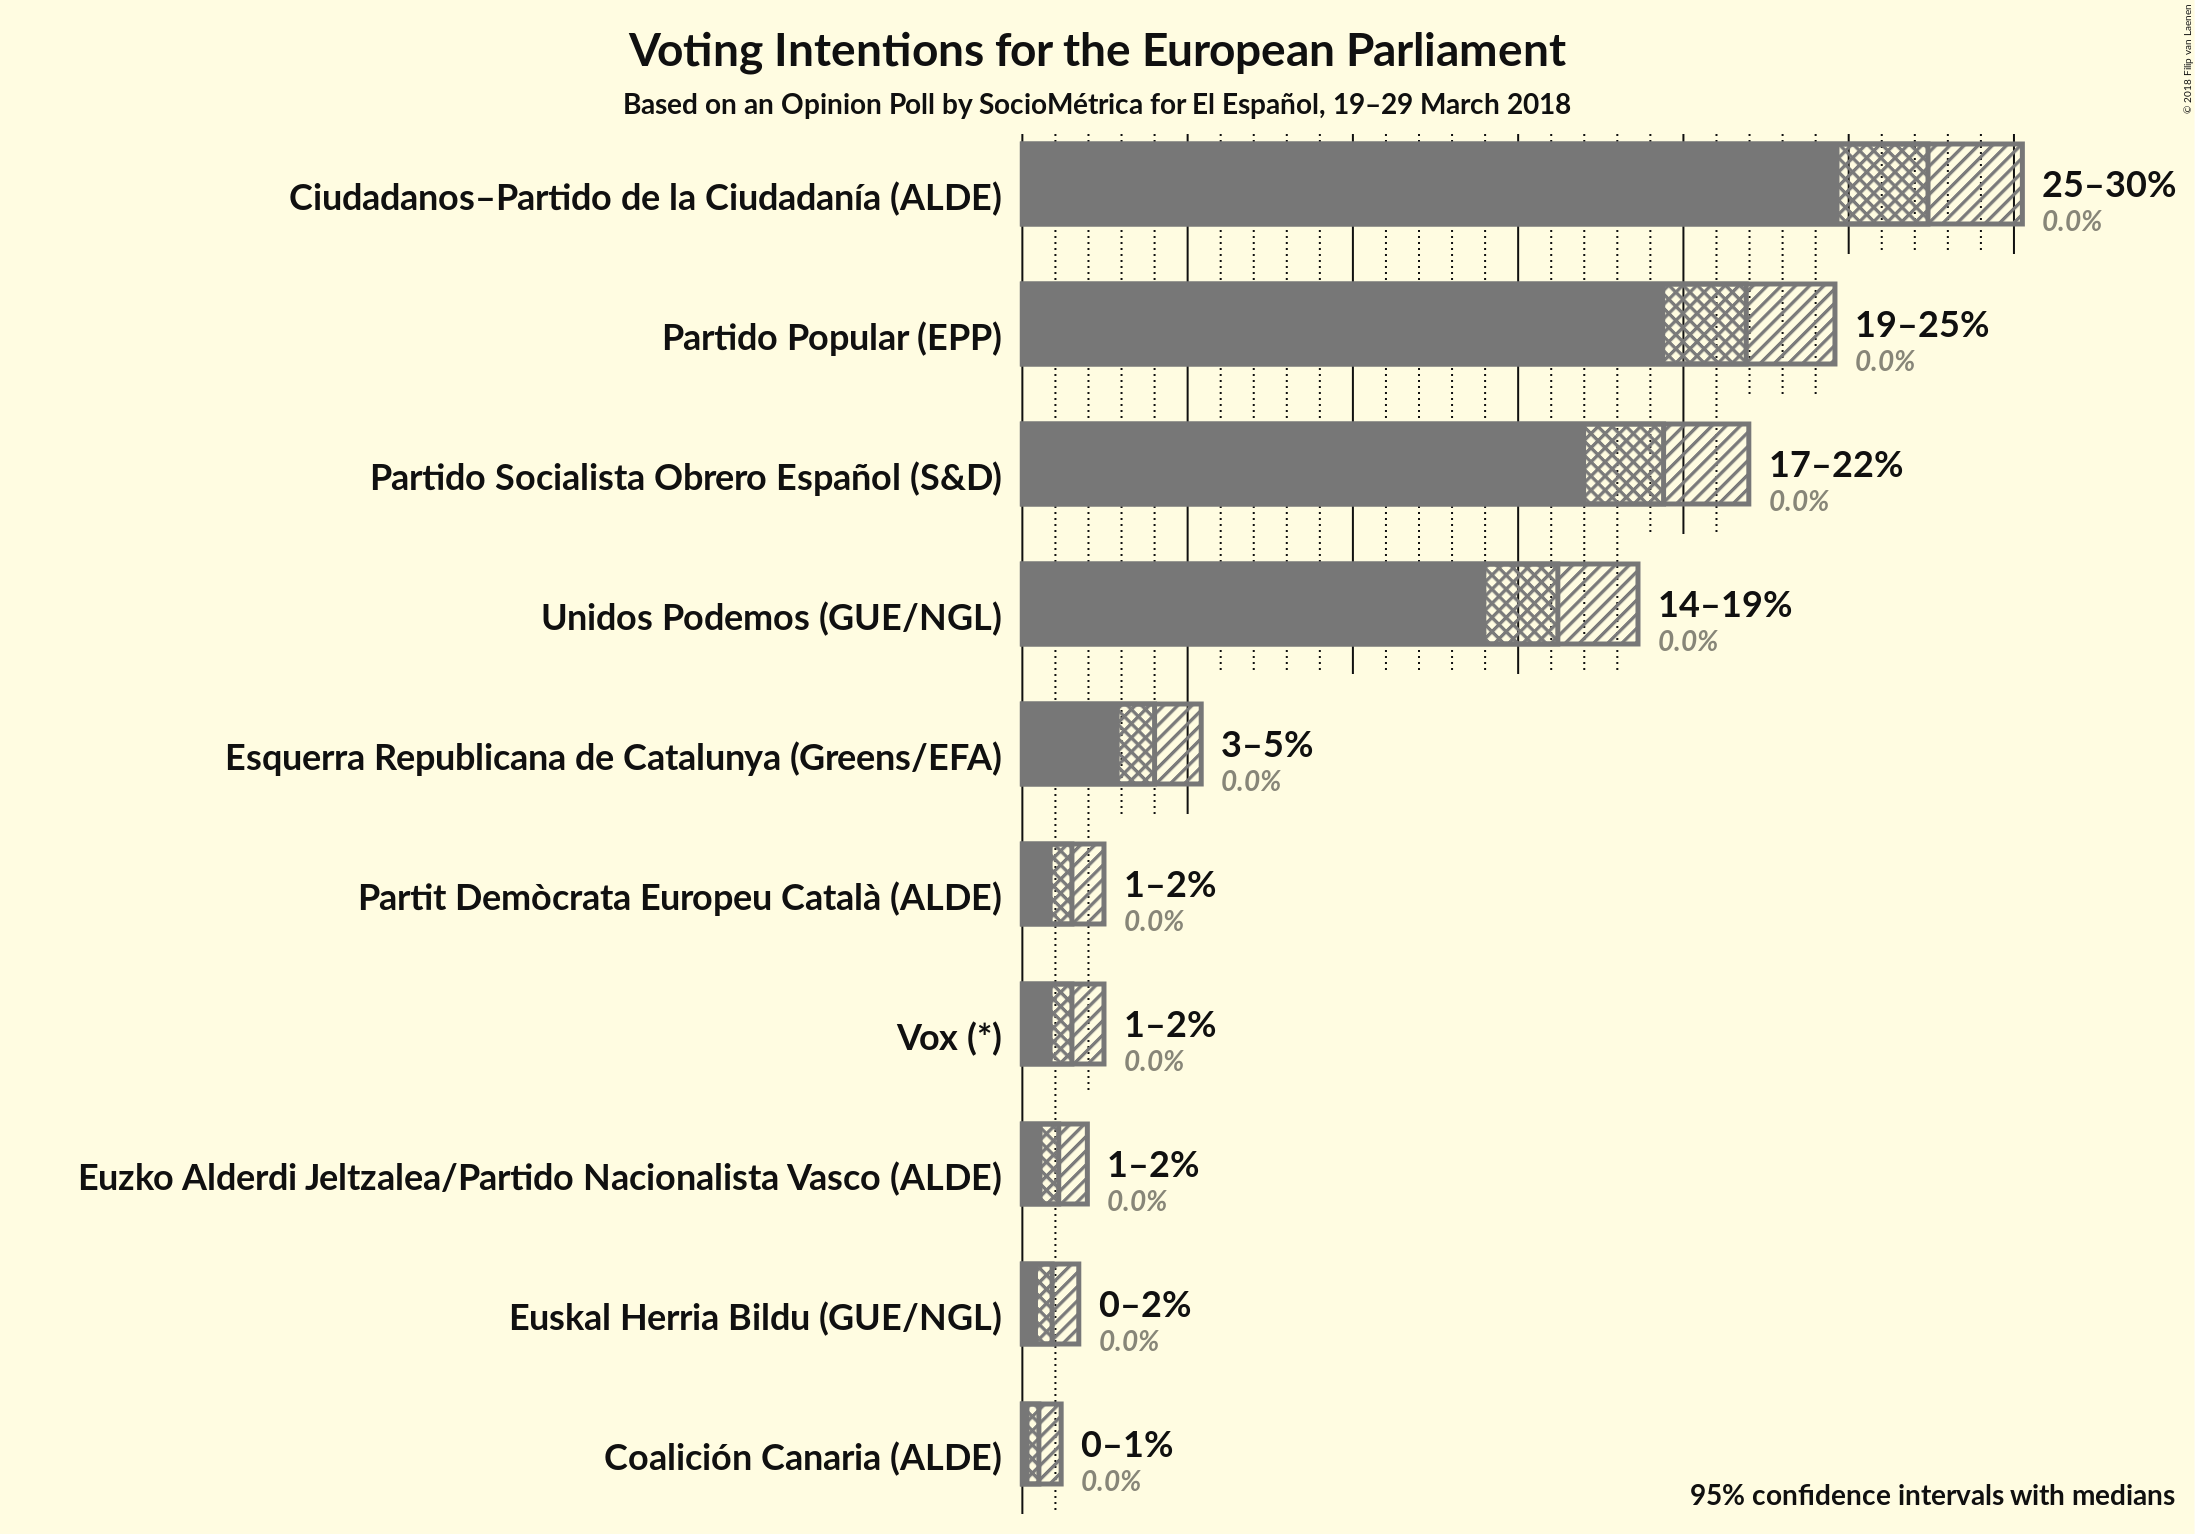 Voting Intentions for the European Parliament
Based on an Opinion Poll by SocioMétrica for El Español, 19–29 March 2018
© 2018 Filip van Laenen
Ciudadanos–Partido de la Ciudadanía (ALDE)
25–30%
0.0%
Partido Popular (EPP)
19–25%
0.0%
Partido Socialista Obrero Español (S&D)
17–22%
0.0%
Unidos Podemos (GUE/NGL)
14–19%
0.0%
Esquerra Republicana de Catalunya (Greens/EFA)
3–5%
0.0%
Partit Demòcrata Europeu Català (ALDE)
1–2%
0.0%
Vox (*)
1–2%
0.0%
Euzko Alderdi Jeltzalea/Partido Nacionalista Vasco (ALDE)
1–2%
0.0%
Euskal Herria Bildu (GUE/NGL)
0–2%
0.0%
Coalición Canaria (ALDE)
0–1%
0.0%
95% confidence intervals with medians